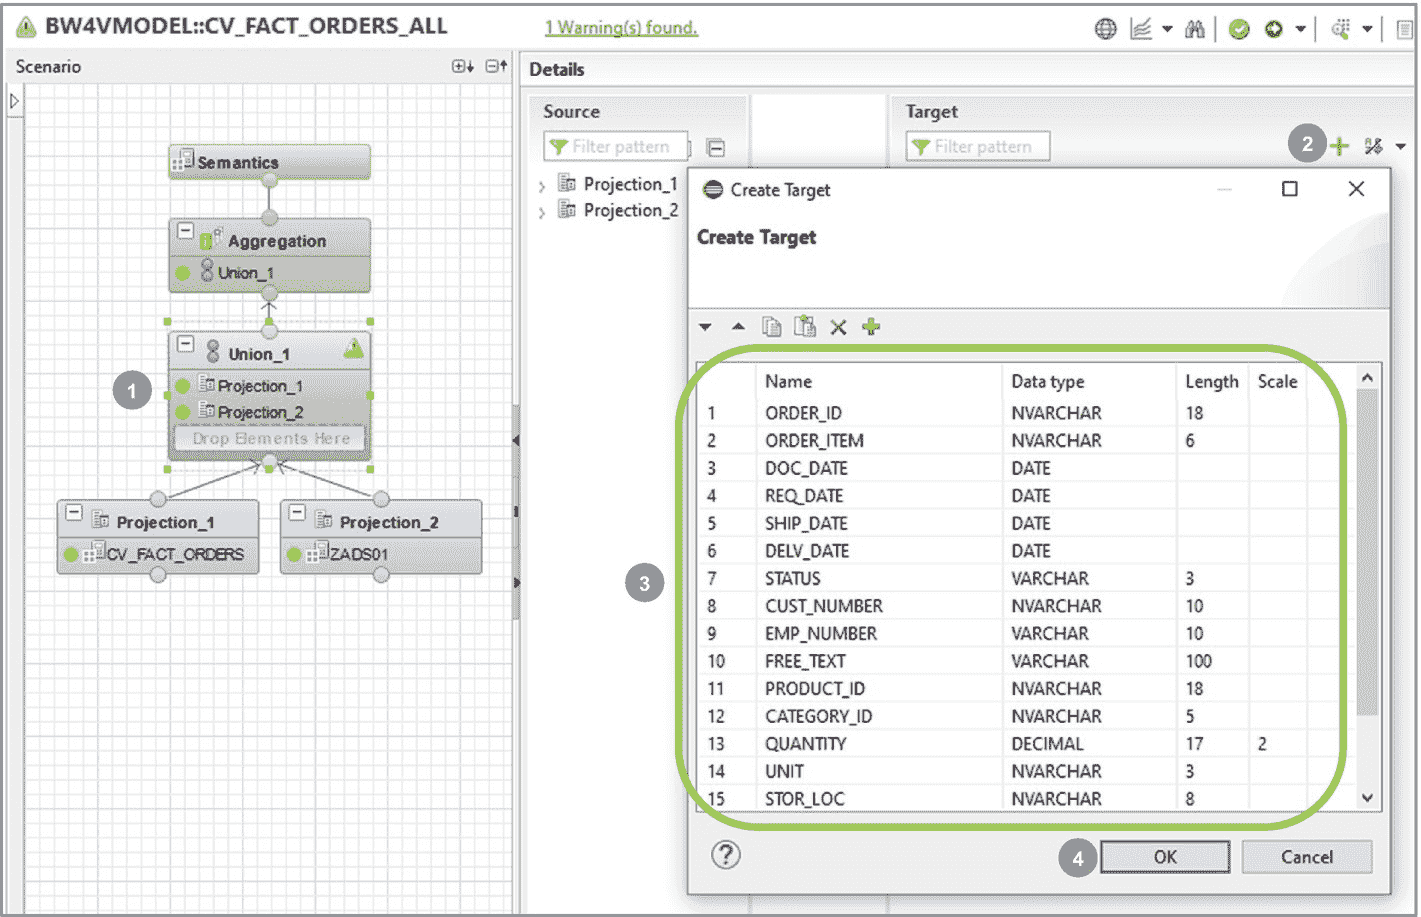 BW4VMODEL::CV_FACT_ORDERS_ALL
1 Warning(s) found.
Scenario
Details
Source
Target
Filter pattern
Filter pattern
2
Projection_1
Projection_2
Semantics
Aggregation
Union_1
1
Union_1
Projection_1
Projection_2
Drop Elements Here
Projection_1
CV_FACT_ORDERS
Projection_2
ZADS01
Create Target
Create Target
3
Name Data type Length Scale
1 ORDER_ID NVARCHAR 18
2 ORDER_ITEM NVARCHAR 6
3 DOC_DATE DATE
4 REQ_DATE DATE
5 SHIP_DATE DATE
6 DELV_DATE DATE
7 STATUS VARCHAR 3
8 CUST_NUMBER NVARCHAR 10
9 EMP_NUMBER VARCHAR 10
10 FREE_TEXT VARCHAR 100
11 PRODUCT_ID NVARCHAR 18
12 CATEGORY_ID NVARCHAR 5
13 QUANTITY DECIMAL 17 2
14 UNIT NVARCHAR 3
15 STOR_LOC NVARCHAR 8
?
4
OK
Cancel